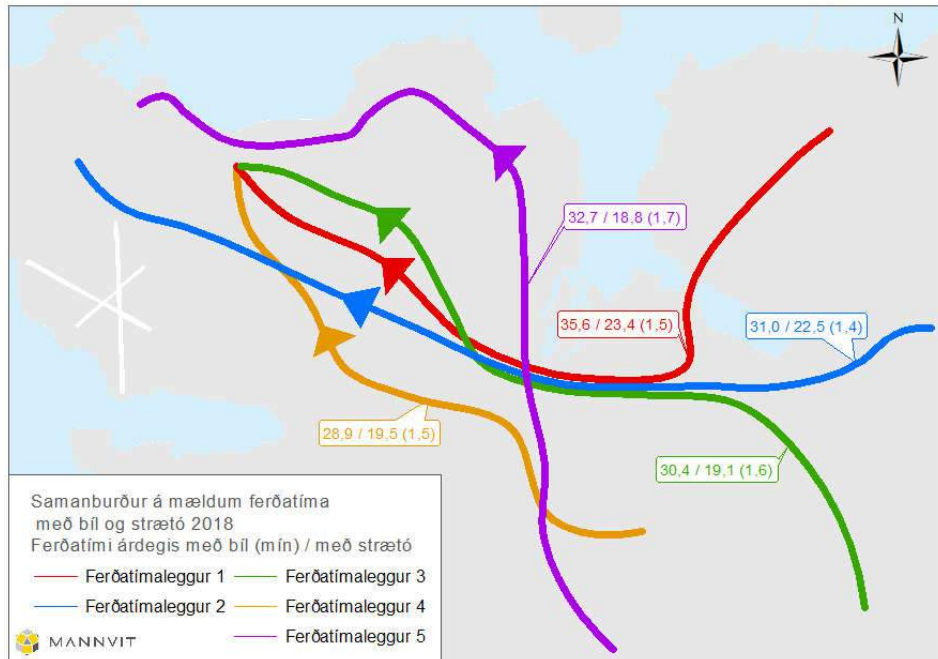 N
32,7 / 18,8 (1,7)
35,6 / 23,4 (1,5)
31,0 / 22,5 (1,4)
28,9 / 19,5 (1,5)
30,4 / 19,1 (1,6)
Samanburður á mældum ferðatíma
með bíl og strætó 2018
Ferðatími árdegis með bíl (mín) / með strætó
Ferðatímaleggur 1
Ferðatímaleggur 3
Ferðatímaleggur 2
Ferðatímaleggur 4
Ferðatímaleggur 5
MANNVIT